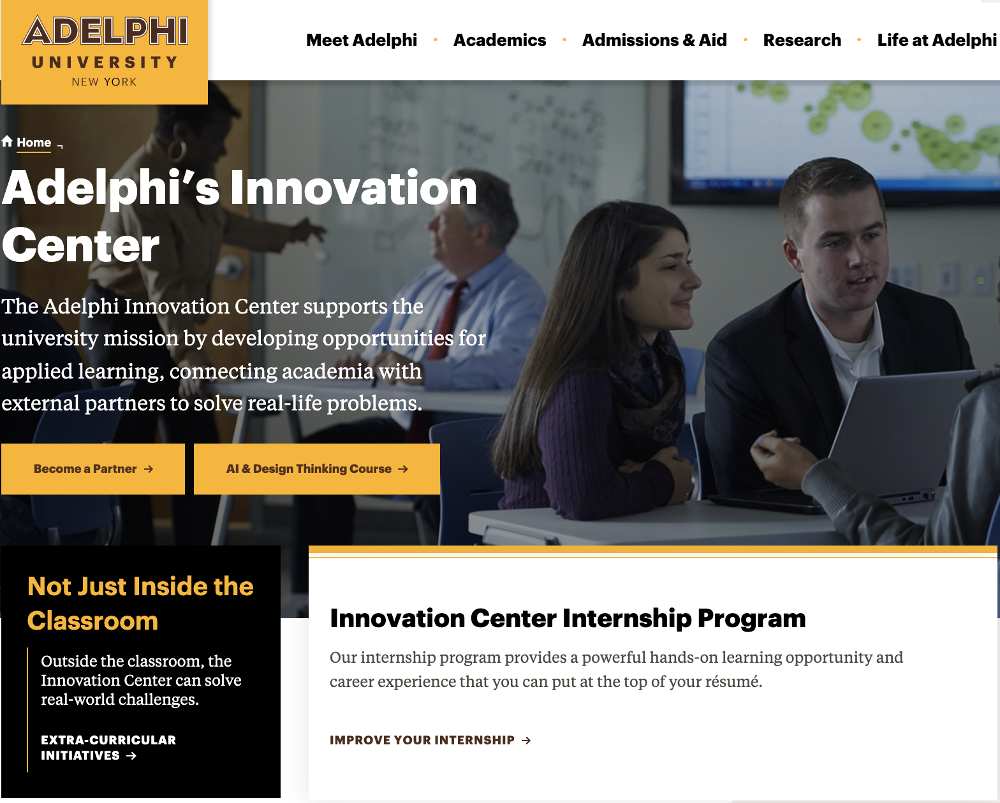 ADELPHI
UNIVERSITY
NEW YORK
Meet Adelphi · Academics · Admissions & Aid · Research · Life at Adelphi
Home
Adelphi’s Innovation
Center
The Adelphi Innovation Center supports the
university mission by developing opportunities for
applied learning, connecting academia with
external partners to solve real-life problems.
Become a Partner →
AI & Design Thinking Course →
Not Just Inside the
Classroom
Outside the classroom, the
Innovation Center can solve
real-world challenges.
EXTRA-CURRICULAR
INITIATIVES →
Innovation Center Internship Program
Our internship program provides a powerful hands-on learning opportunity and
career experience that you can put at the top of your résumé.
IMPROVE YOUR INTERNSHIP →